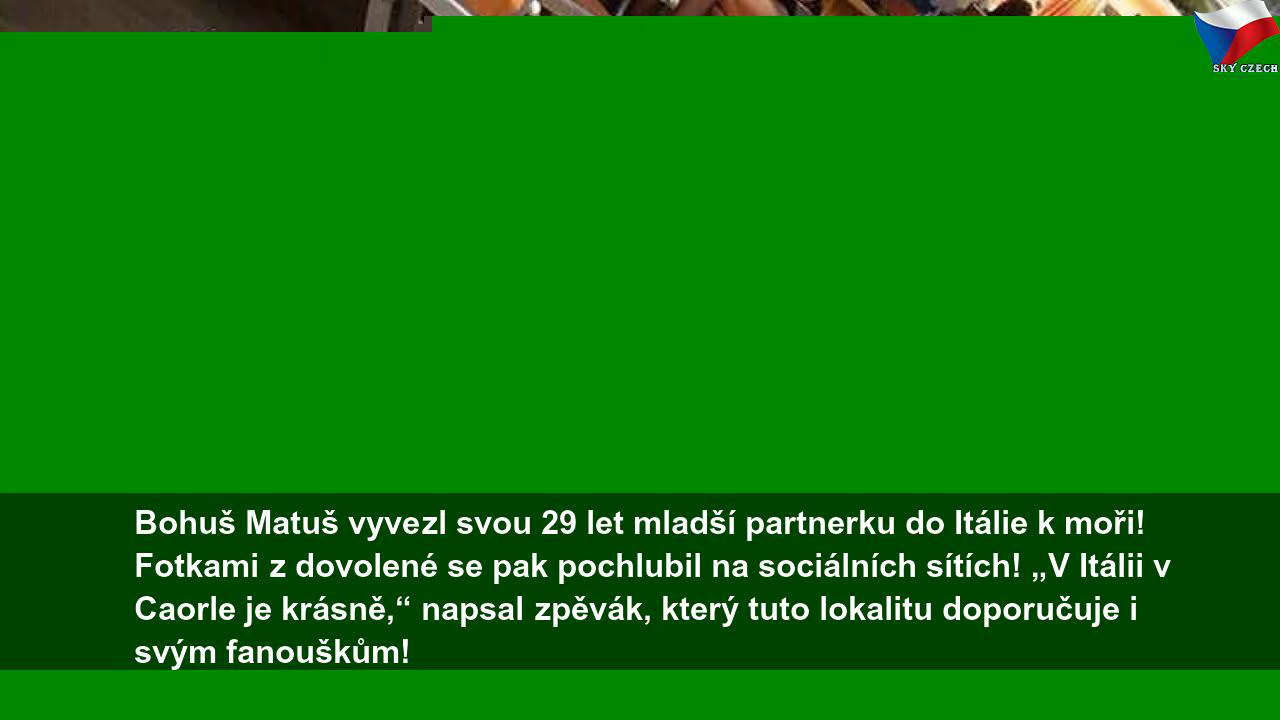 SKY CZECH
Bohuš Matuš vyvezl svou 29 let mladší partnerku do Itálie k moři!
Fotkami z dovolené se pak pochlubil na sociálních sítích! „V Itálii v
Caorle je krásně,“ napsal zpěvák, který tuto lokalitu doporučuje i
svým fanouškům!